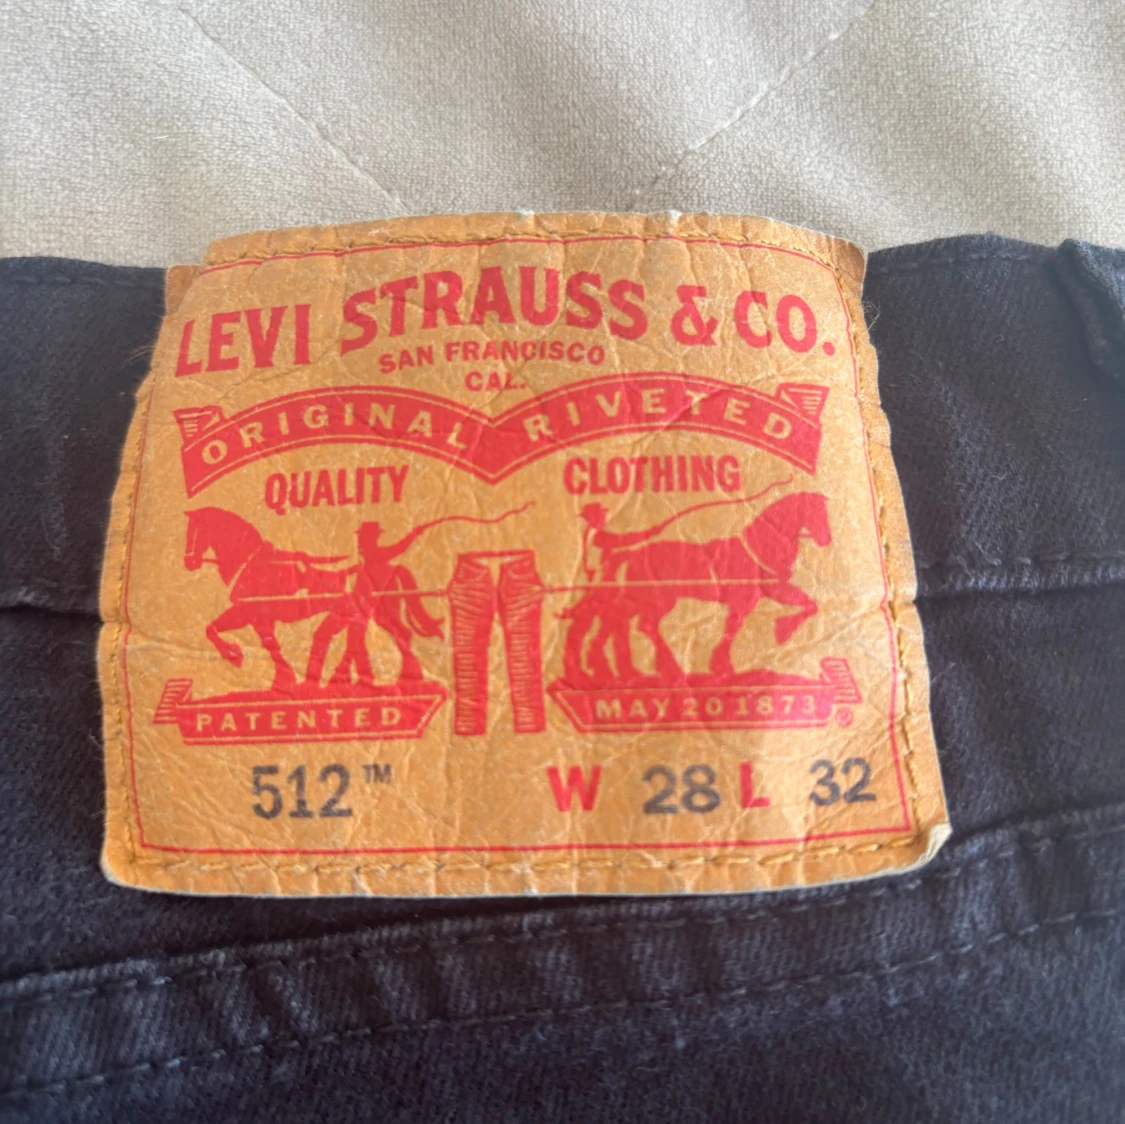 LEVI STRAUSS & CO.
SAN FRANCISCO
CAL.
ORIGINAL RIVETED
QUALITY CLOTHING
PATENTED MAY 20 1873 ®
512™ W 28 L 32